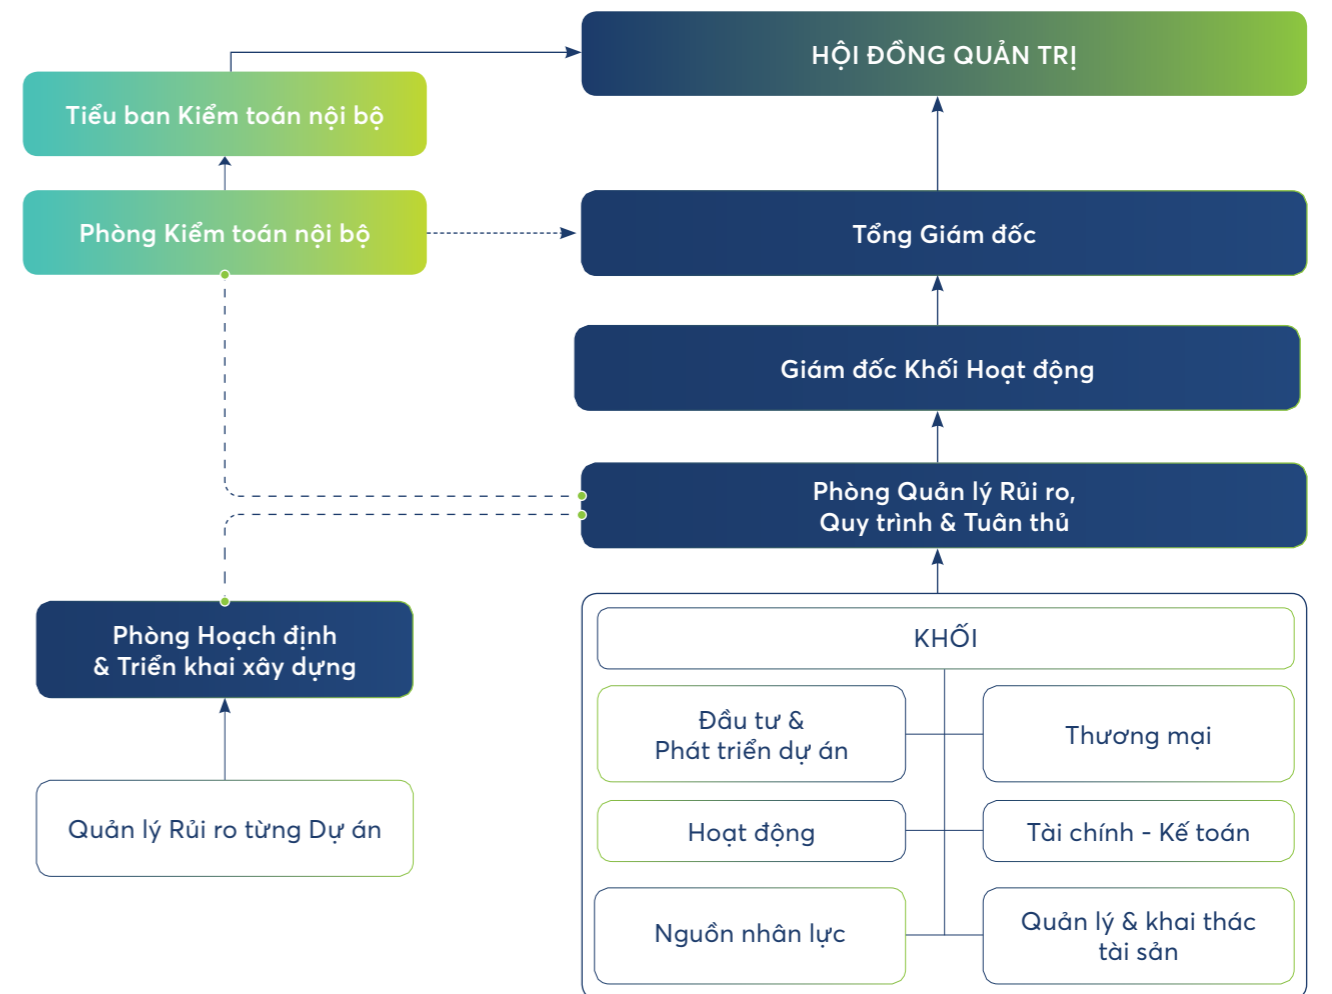 HỘI ĐỒNG QUẢN TRỊ
Tiểu ban Kiểm toán nội bộ
Phòng Kiểm toán nội bộ
Tổng Giám đốc
Giám đốc Khối Hoạt động
Phòng Quản lý Rủi ro,
Quy trình & Tuân thủ
Phòng Hoạch định
& Triển khai xây dựng
Quản lý Rủi ro từng Dự án
KHỐI
Đầu tư &
Phát triển dự án
Thương mại
Hoạt động
Tài chính - Kế toán
Nguồn nhân lực
Quản lý & khai thác
tài sản